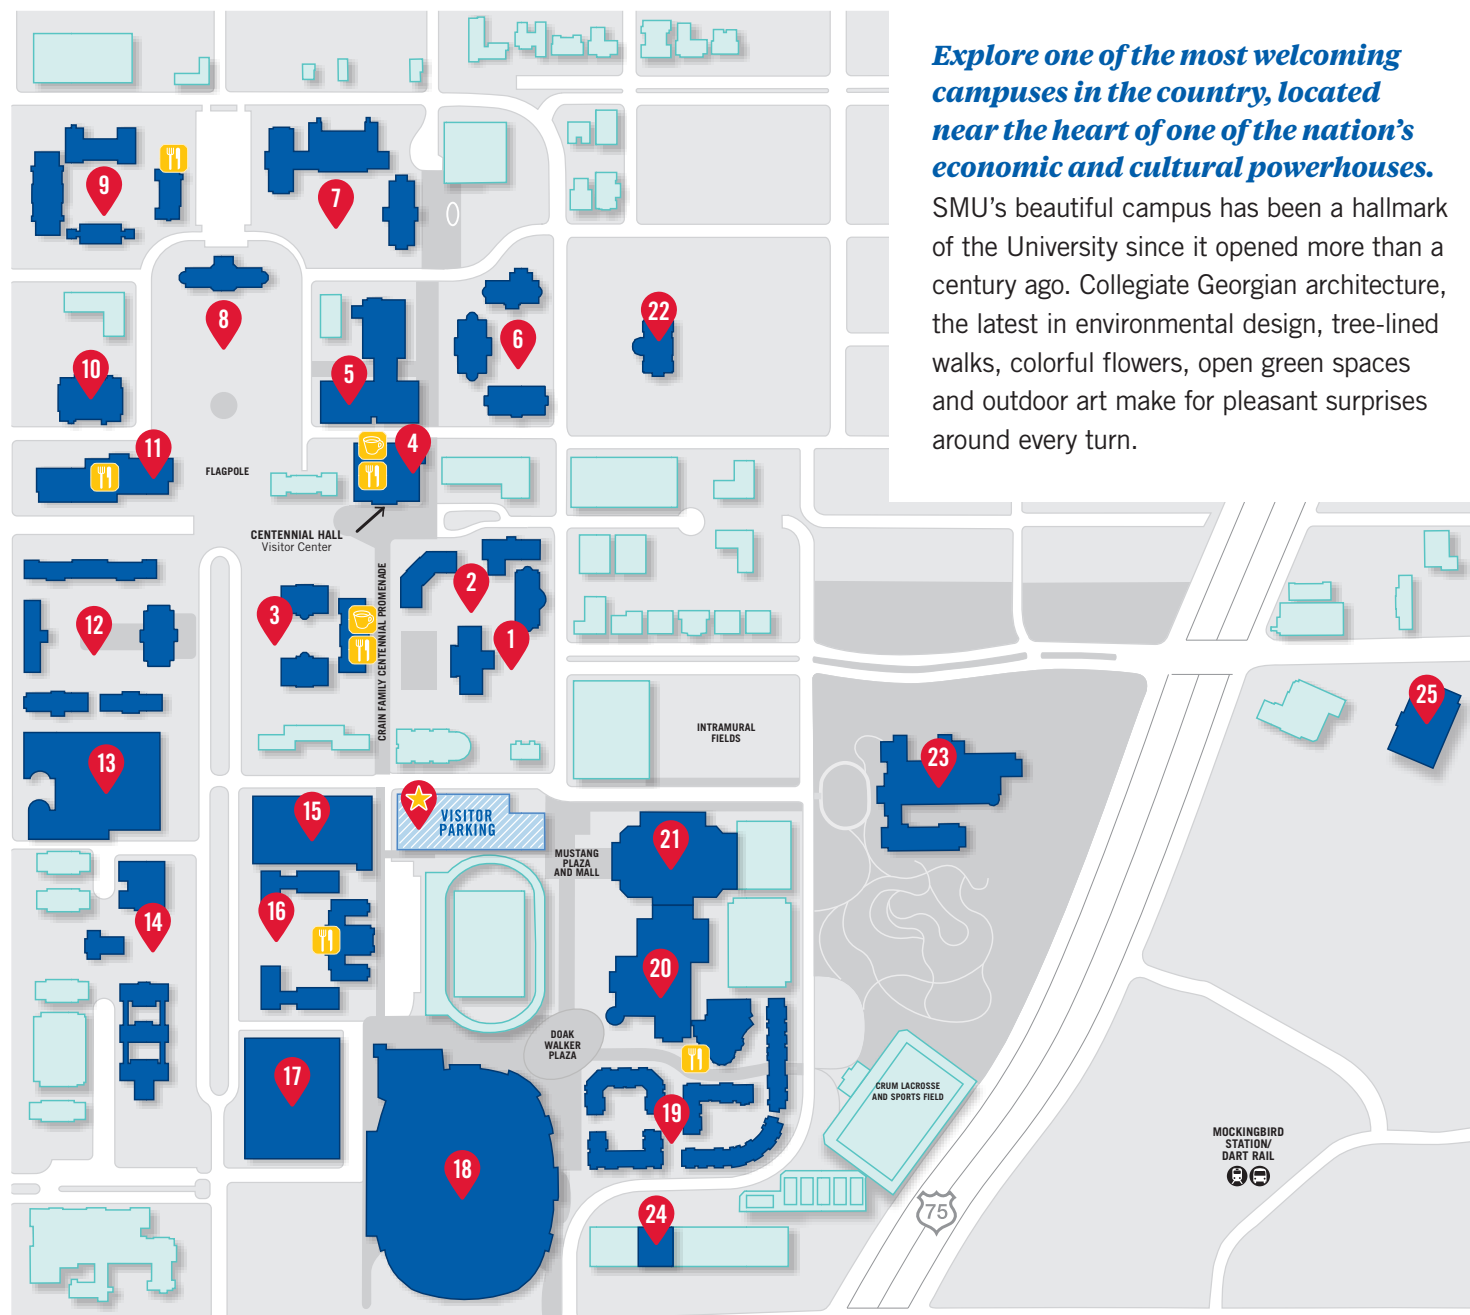 Explore one of the most welcoming
campuses in the country, located
near the heart of one of the nation's
economic and cultural powerhouses.
SMU's beautiful campus has been a hallmark
of the University since it opened more than a
century ago. Collegiate Georgian architecture,
the latest in environmental design, tree-lined
walks, colorful flowers, open green spaces
and outdoor art make for pleasant surprises
around every turn.
9
7
8
22
6
10
5
4
11
FLAGPOLE
CENTENNIAL HALL
Visitor Center
CRAIN FAMILY CENTENNIAL PROMENADE
2
3
12
1
25
INTRAMURAL
FIELDS
13
23
15
VISITOR
PARKING
21
MUSTANG
PLAZA
AND MALL
16
14
20
DOAK
WALKER
PLAZA
17
CRUM LACROSSE
AND SPORTS FIELD
19
MOCKINGBIRD
STATION/
DART RAIL
18
24
75